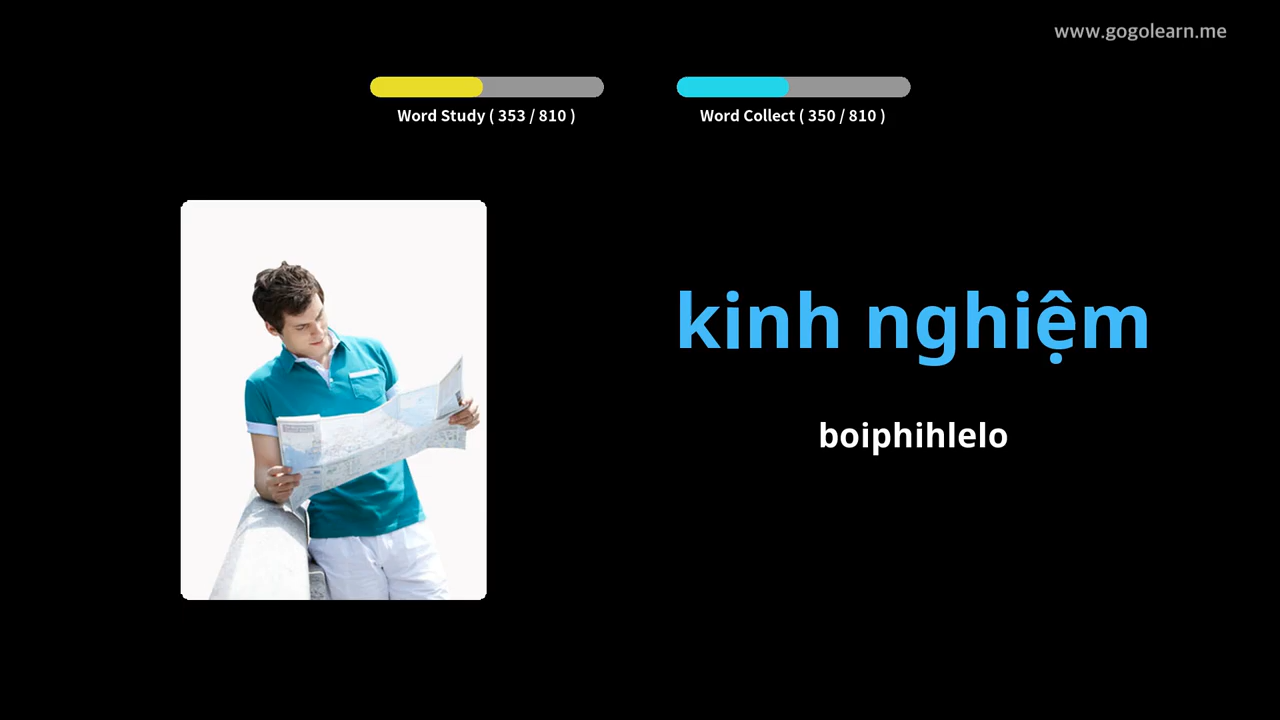 www.gogolearn.me
Word Study ( 353 / 810 )
Word Collect ( 350 / 810 )
kinh nghiệm
boiphihlelo